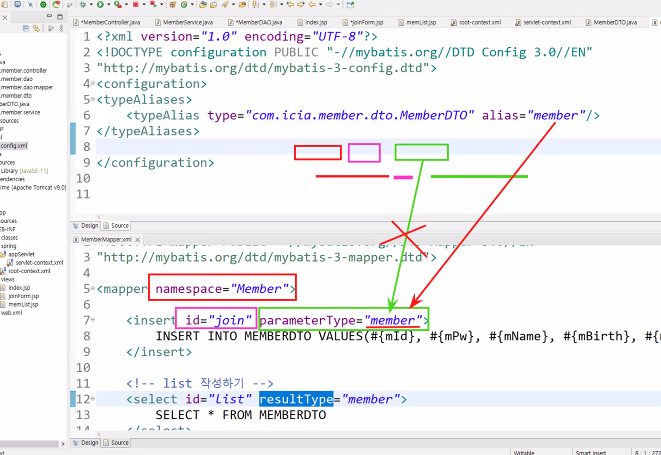 *MemberController.java MemberService.java *MemberDAO.java index.jsp *joinForm.jsp memList.jsp root-context.xml servlet-context.xml MemberDTO.java
.member.controller
.member.dao
.member.dao.mapper
.member.dto
berDTO.java
.member.service
sources
config.xml
sources
Library [JavaSE-11]
endencies
ime [Apache Tomcat v9.0]
pp
ources
EB-INF
classes
spring
appServlet
servlet-context.xml
root-context.xml
views
index.jsp
joinForm.jsp
memList.jsp
web.xml
1 <?xml version="1.0" encoding="UTF-8"?>
2 <!DOCTYPE configuration PUBLIC "-//mybatis.org//DTD Config 3.0//EN"
3 "http://mybatis.org/dtd/mybatis-3-config.dtd">
4 <configuration>
5 <typeAliases>
6 <typeAlias type="com.icia.member.dto.MemberDTO" alias="member"/>
7 </typeAliases>
8
9 </configuration>
10
11
Design Source
MemberMapper.xml
3 "http://mybatis.org/dtd/mybatis-3-mapper.dtd">
4
5 <mapper namespace="Member">
6
7 <insert id="join" parameterType="member">
8 INSERT INTO MEMBERDTO VALUES(#{mId}, #{mPw}, #{mName}, #{mBirth}, #{m
9 </insert>
10
11 <!-- list 작성하기 -->
12 <select id="list" resultType="member">
13 SELECT * FROM MEMBERDTO
14 </select>
Design Source
Writable Smart Insert 8 : 1 : 272